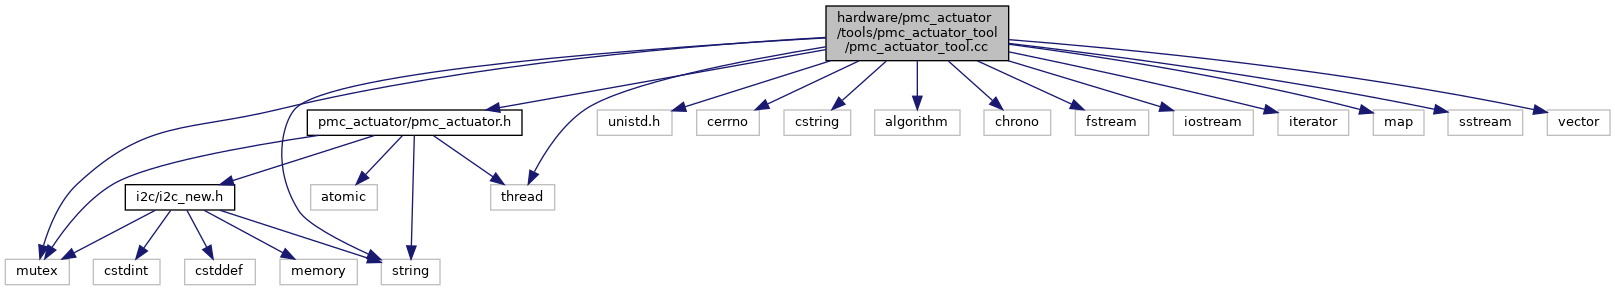 hardware/pmc_actuator
/tools/pmc_actuator_tool
/pmc_actuator_tool.cc
pmc_actuator/pmc_actuator.h
unistd.h
cerrno
cstring
algorithm
chrono
fstream
iostream
iterator
map
sstream
vector
i2c/i2c_new.h
atomic
thread
mutex
cstdint
cstddef
memory
string